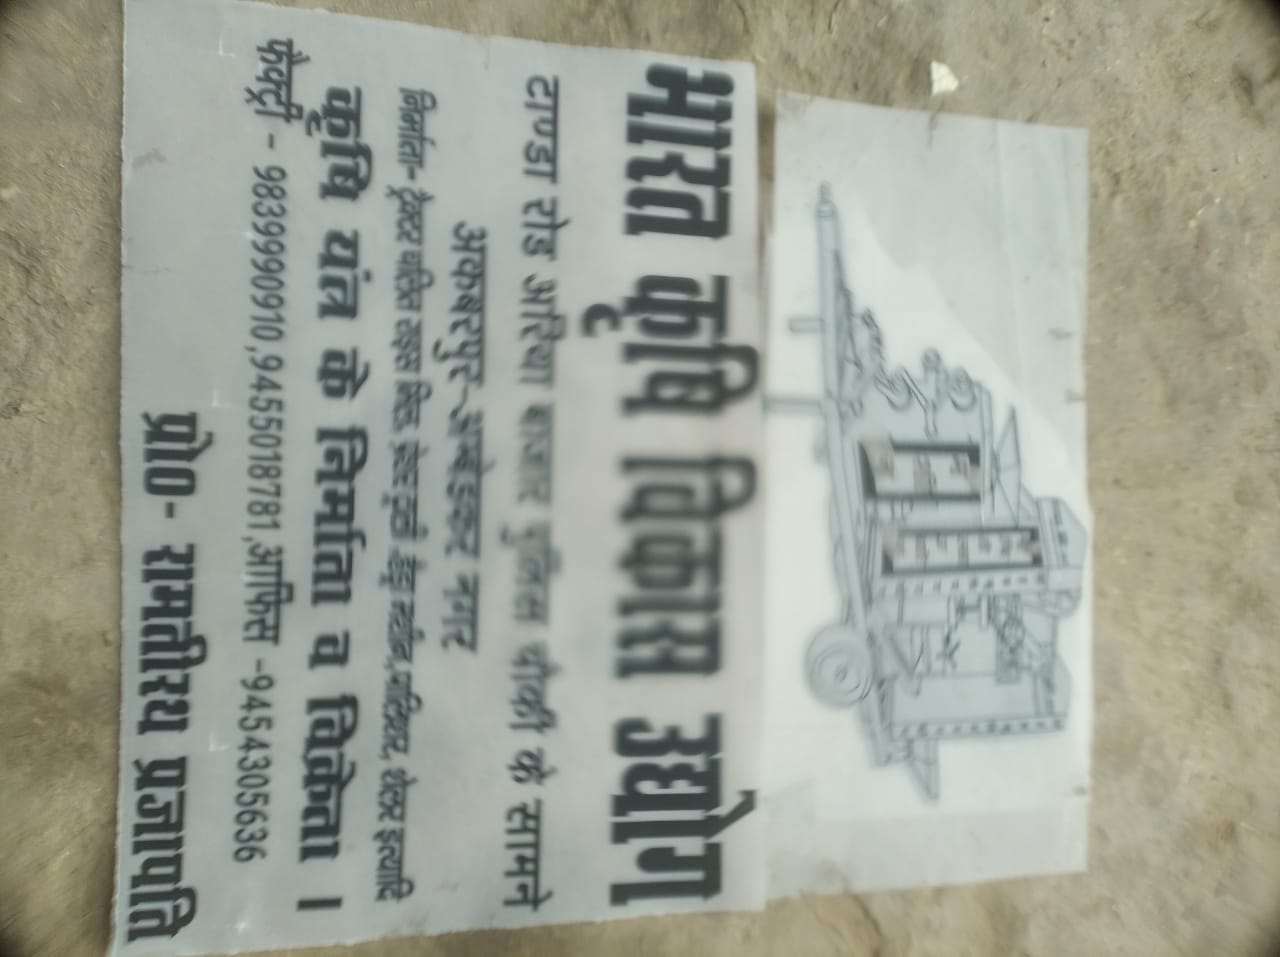 भारत कृषि विकास उद्योग
टाण्डा रोड अरिया बाजार पुलिस चौकी के सामने
अकबरपुर-अम्बेडकर नगर
निर्माता- ट्रैक्टर चलित राइस मिल, थ्रेशर ट्राली मशीन, पालिशर, शेलर इत्यादि
कृषि यंत्र के निर्माता व विक्रेता ।
फैक्ट्री - 9839990910,9455018781,आफिस -9454305636
प्रो0- रामतीरथ प्रजापति